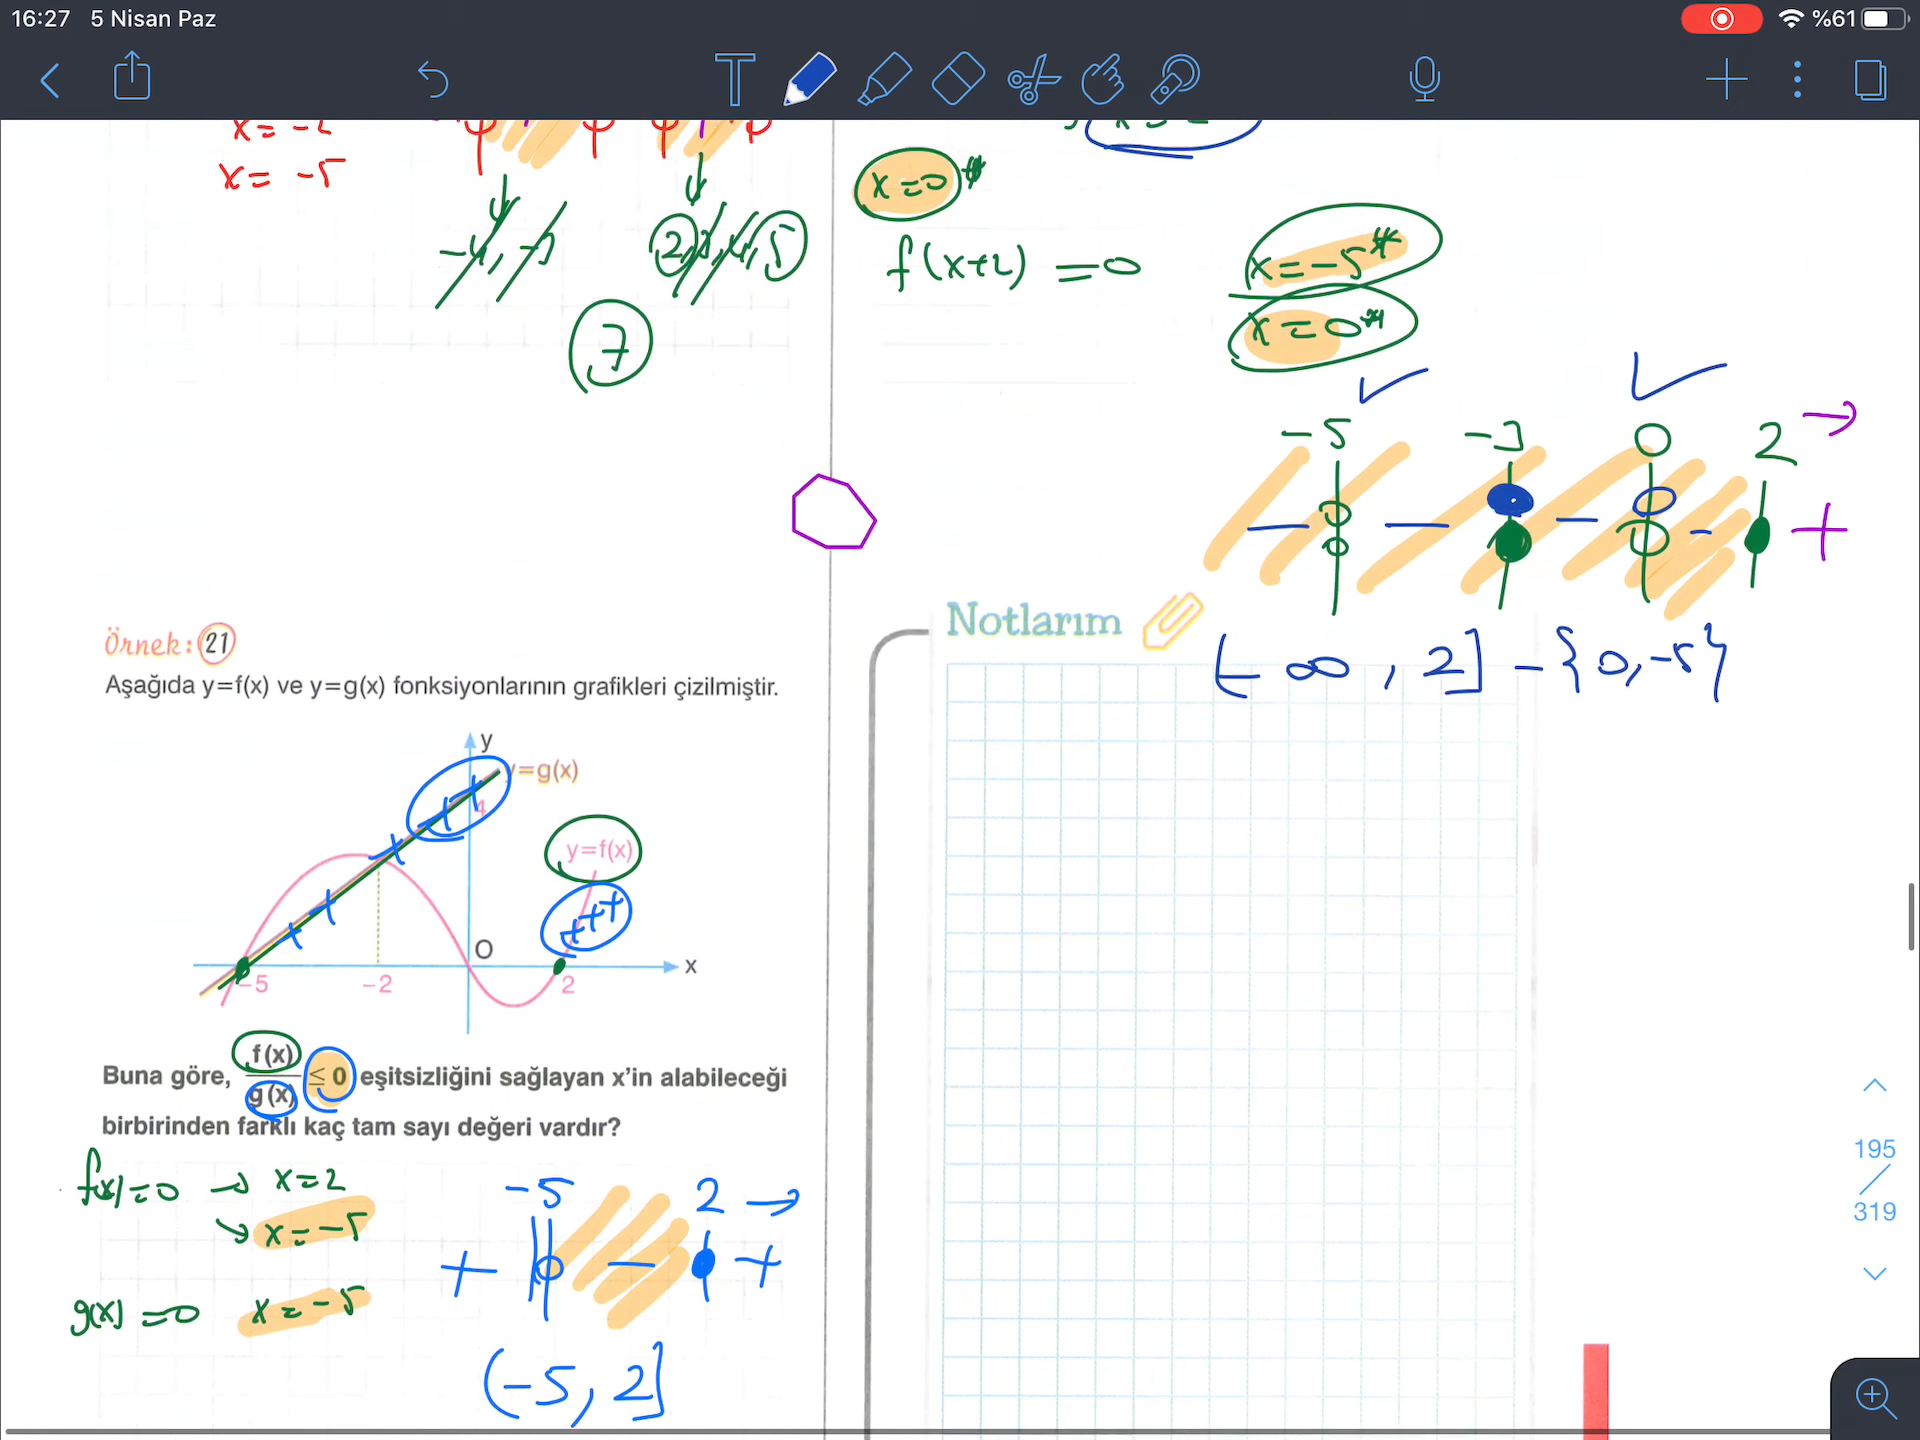 16:27 5 Nisan Paz
%61
x = -2
x = -5
2
5
7
x=0
f(x+2) = 0
x = -5
x = 0
-5 -3 0 2 →
- - - - +
(-∞ , 2] - {0, -5}
Örnek: 21
Aşağıda y=f(x) ve y=g(x) fonksiyonlarının grafikleri çizilmiştir.
y
y=g(x)
4
y=f(x)
+++
O
x
-5
-2
2
Buna göre, f(x)/g(x) ≤ 0 eşitsizliğini sağlayan x'in alabileceği
birbirinden farklı kaç tam sayı değeri vardır?
f(x)=0 → x=2
↘ x = -5
g(x) = 0 x = -5
-5 2 →
+ - +
(-5, 2]
Notlarım
195
319